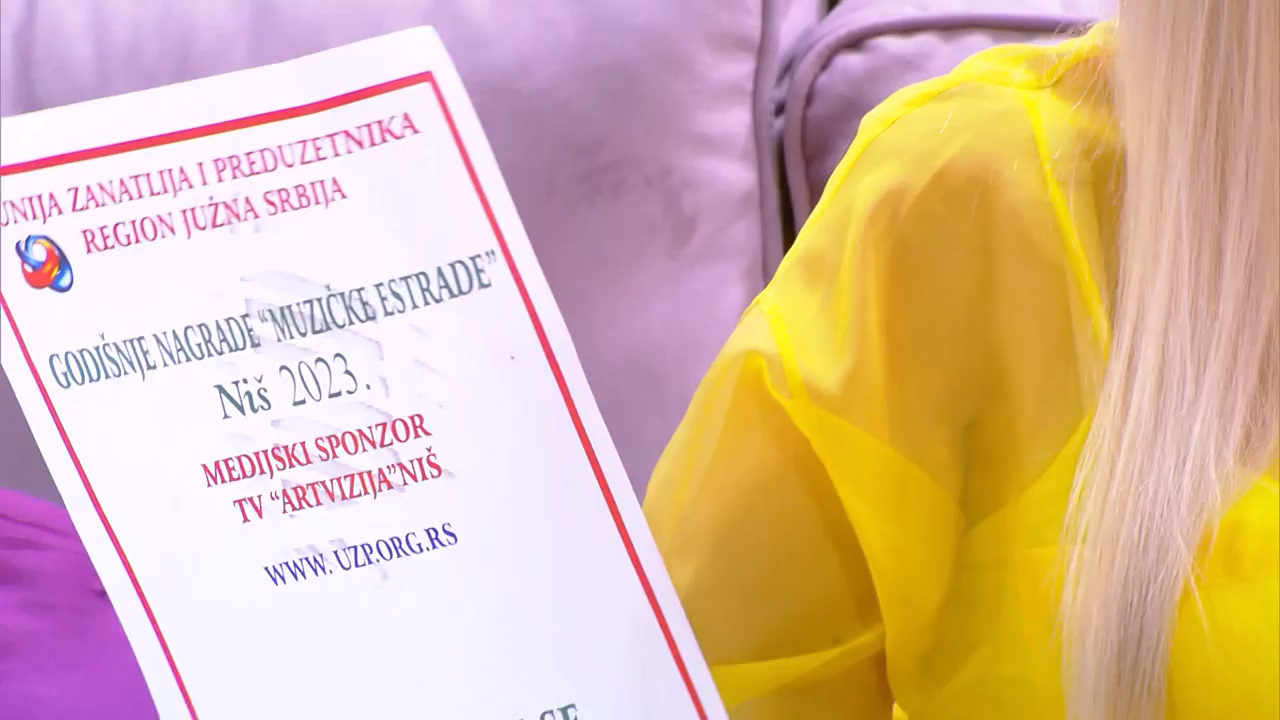 UNIJA ZANATLIJA I PREDUZETNIKA
REGION JUŽNA SRBIJA
GODIŠNJE NAGRADE “MUZIČKE ESTRADE”
Niš 2023.
MEDIJSKI SPONZOR
TV “ARTVIZIJA”NIŠ
WWW. UZP.ORG.RS